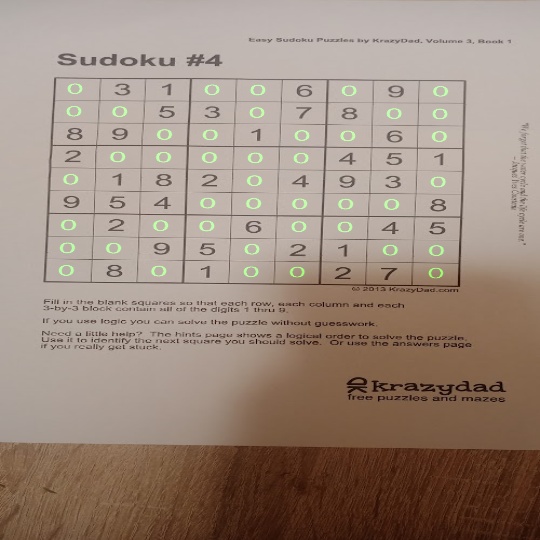 Easy Sudoku Puzzles by KrazyDad, Volume 3, Book 1
Sudoku #4
0 3 1 0 0 6 0 9 0
0 0 5 3 0 7 8 0 0
8 9 0 0 1 0 0 6 0
2 0 0 0 0 0 4 5 1
0 1 8 2 0 4 9 3 0
9 5 4 0 0 0 0 0 8
0 2 0 0 6 0 0 4 5
0 0 9 5 0 2 1 0 0
0 8 0 1 0 0 2 7 0
© 2013 KrazyDad.com
Fill in the blank squares so that each row, each column and each
3-by-3 block contain all of the digits 1 thru 9.
If you use logic you can solve the puzzle without guesswork.
Need a little help? The hints page shows a logical order to solve the puzzle.
Use it to identify the next square you should solve. Or use the answers page
if you really get stuck.
krazydad
free puzzles and mazes